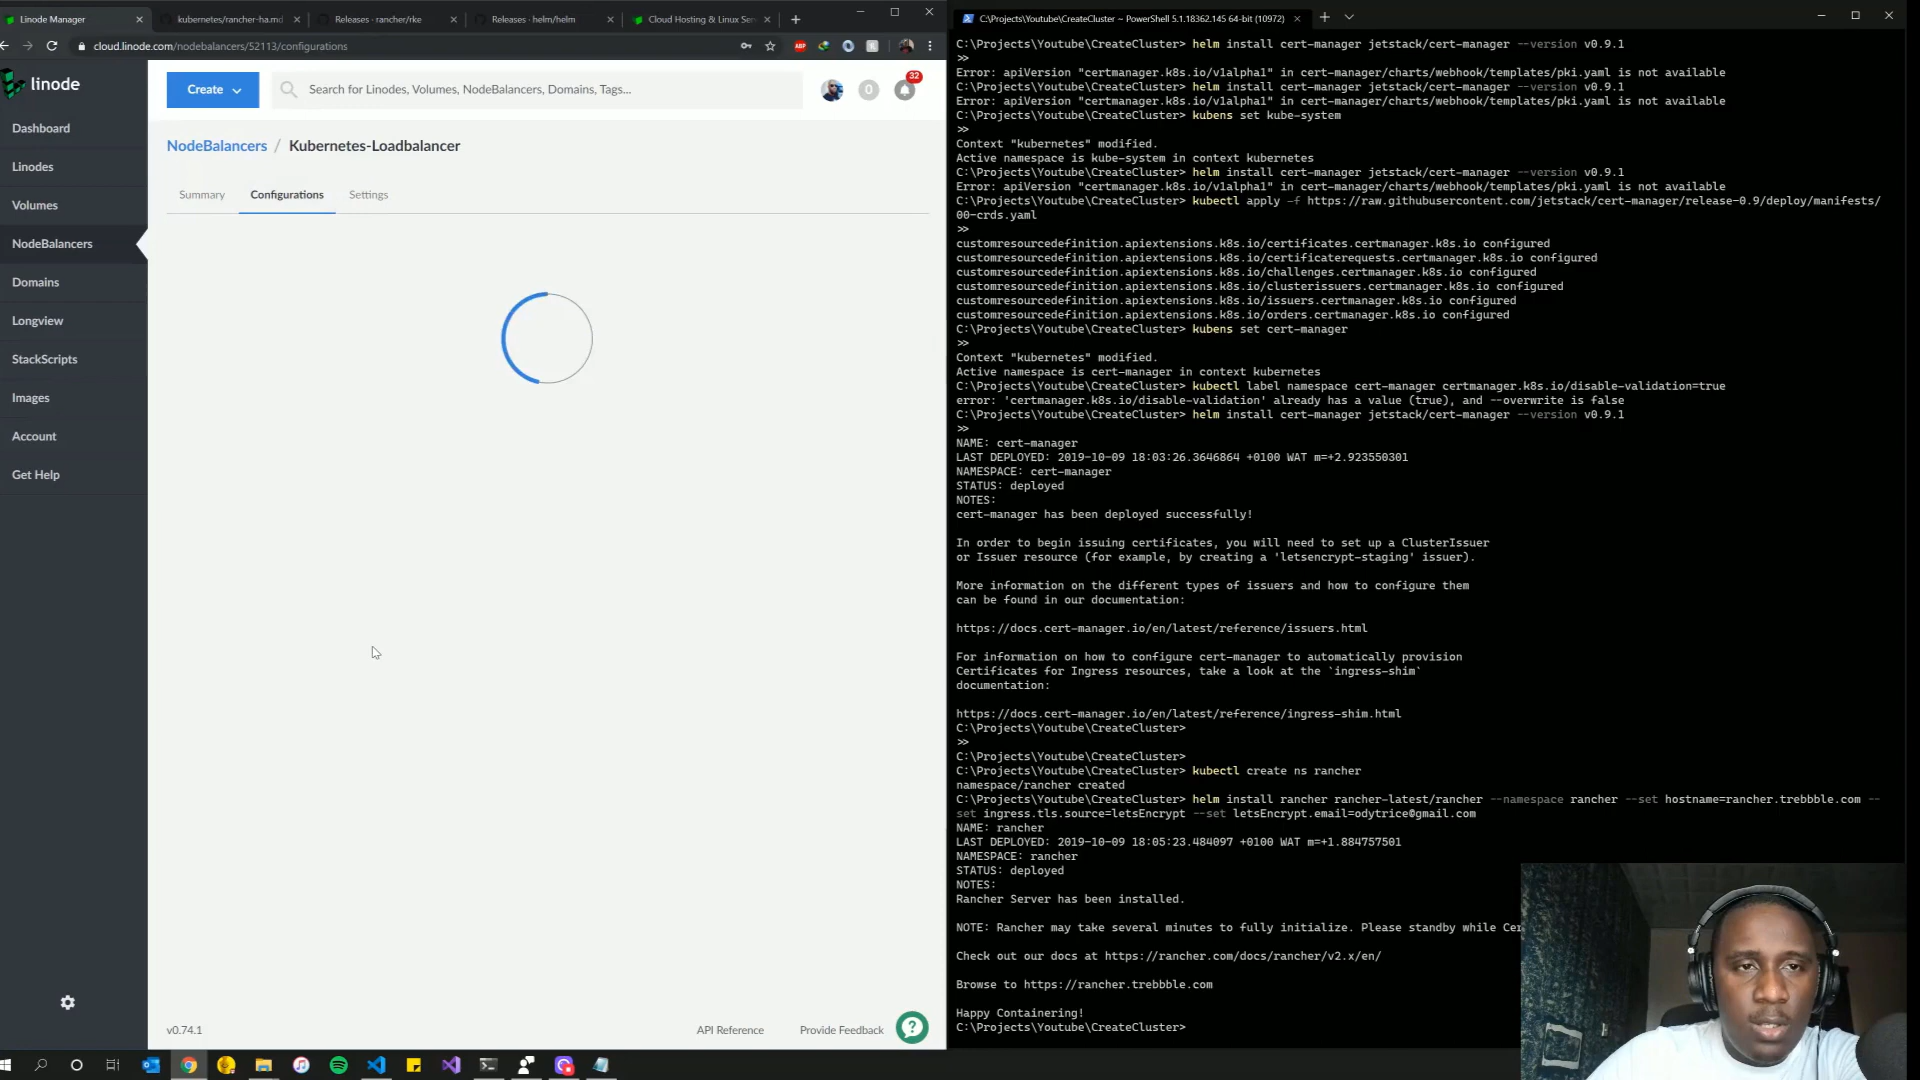 Linode Manager
kubernetes/rancher-ha.md
Releases · rancher/rke
Releases · helm/helm
Cloud Hosting & Linux Ser
cloud.linode.com/nodebalancers/52113/configurations
linode
Create
Search for Linodes, Volumes, NodeBalancers, Domains, Tags...
0
32
Dashboard
Linodes
Volumes
NodeBalancers
Domains
Longview
StackScripts
Images
Account
Get Help
NodeBalancers / Kubernetes-Loadbalancer
Summary Configurations Settings
v0.74.1
API Reference
Provide Feedback
C:\Projects\Youtube\CreateCluster ~ PowerShell 5.1.18362.145 64-bit (10972)
C:\Projects\Youtube\CreateCluster> helm install cert-manager jetstack/cert-manager --version v0.9.1
>>
Error: apiVersion "certmanager.k8s.io/v1alpha1" in cert-manager/charts/webhook/templates/pki.yaml is not available
C:\Projects\Youtube\CreateCluster> helm install cert-manager jetstack/cert-manager --version v0.9.1
Error: apiVersion "certmanager.k8s.io/v1alpha1" in cert-manager/charts/webhook/templates/pki.yaml is not available
C:\Projects\Youtube\CreateCluster> kubens set kube-system
>>
Context "kubernetes" modified.
Active namespace is kube-system in context kubernetes
C:\Projects\Youtube\CreateCluster> helm install cert-manager jetstack/cert-manager --version v0.9.1
Error: apiVersion "certmanager.k8s.io/v1alpha1" in cert-manager/charts/webhook/templates/pki.yaml is not available
C:\Projects\Youtube\CreateCluster> kubectl apply -f https://raw.githubusercontent.com/jetstack/cert-manager/release-0.9/deploy/manifests/
00-crds.yaml
>>
customresourcedefinition.apiextensions.k8s.io/certificates.certmanager.k8s.io configured
customresourcedefinition.apiextensions.k8s.io/certificaterequests.certmanager.k8s.io configured
customresourcedefinition.apiextensions.k8s.io/challenges.certmanager.k8s.io configured
customresourcedefinition.apiextensions.k8s.io/clusterissuers.certmanager.k8s.io configured
customresourcedefinition.apiextensions.k8s.io/issuers.certmanager.k8s.io configured
customresourcedefinition.apiextensions.k8s.io/orders.certmanager.k8s.io configured
C:\Projects\Youtube\CreateCluster> kubens set cert-manager
>>
Context "kubernetes" modified.
Active namespace is cert-manager in context kubernetes
C:\Projects\Youtube\CreateCluster> kubectl label namespace cert-manager certmanager.k8s.io/disable-validation=true
error: 'certmanager.k8s.io/disable-validation' already has a value (true), and --overwrite is false
C:\Projects\Youtube\CreateCluster> helm install cert-manager jetstack/cert-manager --version v0.9.1
>>
NAME: cert-manager
LAST DEPLOYED: 2019-10-09 18:03:26.3646864 +0100 WAT m=+2.923550301
NAMESPACE: cert-manager
STATUS: deployed
NOTES:
cert-manager has been deployed successfully!
In order to begin issuing certificates, you will need to set up a ClusterIssuer
or Issuer resource (for example, by creating a 'letsencrypt-staging' issuer).
More information on the different types of issuers and how to configure them
can be found in our documentation:
https://docs.cert-manager.io/en/latest/reference/issuers.html
For information on how to configure cert-manager to automatically provision
Certificates for Ingress resources, take a look at the `ingress-shim`
documentation:
https://docs.cert-manager.io/en/latest/reference/ingress-shim.html
C:\Projects\Youtube\CreateCluster>
>>
C:\Projects\Youtube\CreateCluster>
C:\Projects\Youtube\CreateCluster> kubectl create ns rancher
namespace/rancher created
C:\Projects\Youtube\CreateCluster> helm install rancher rancher-latest/rancher --namespace rancher --set hostname=rancher.trebbble.com --
set ingress.tls.source=letsEncrypt --set letsEncrypt.email=odytrice@gmail.com
NAME: rancher
LAST DEPLOYED: 2019-10-09 18:05:23.484097 +0100 WAT m=+1.884757501
NAMESPACE: rancher
STATUS: deployed
NOTES:
Rancher Server has been installed.
NOTE: Rancher may take several minutes to fully initialize. Please standby while Cer
Check out our docs at https://rancher.com/docs/rancher/v2.x/en/
Browse to https://rancher.trebbble.com
Happy Containering!
C:\Projects\Youtube\CreateCluster>